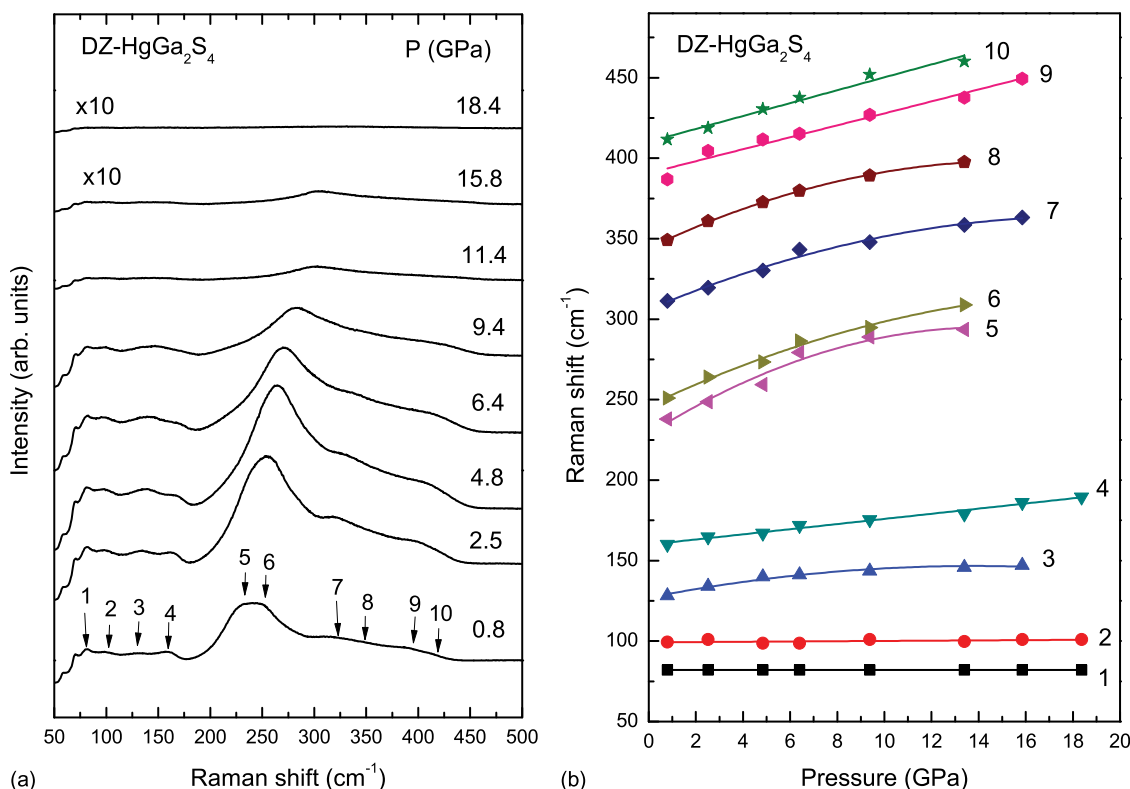 DZ-HgGa₂S₄ P (GPa)
x10 18.4
x10 15.8
11.4
9.4
6.4
4.8
2.5
0.8
1 2 3 4 5 6 7 8 9 10
Intensity (arb. units)
50 100 150 200 250 300 350 400 450 500
Raman shift (cm⁻¹)
(a)
DZ-HgGa₂S₄
10
9
8
7
6
5
4
3
2
1
450
400
350
300
250
200
150
100
50
Raman shift (cm⁻¹)
0 2 4 6 8 10 12 14 16 18 20
Pressure (GPa)
(b)